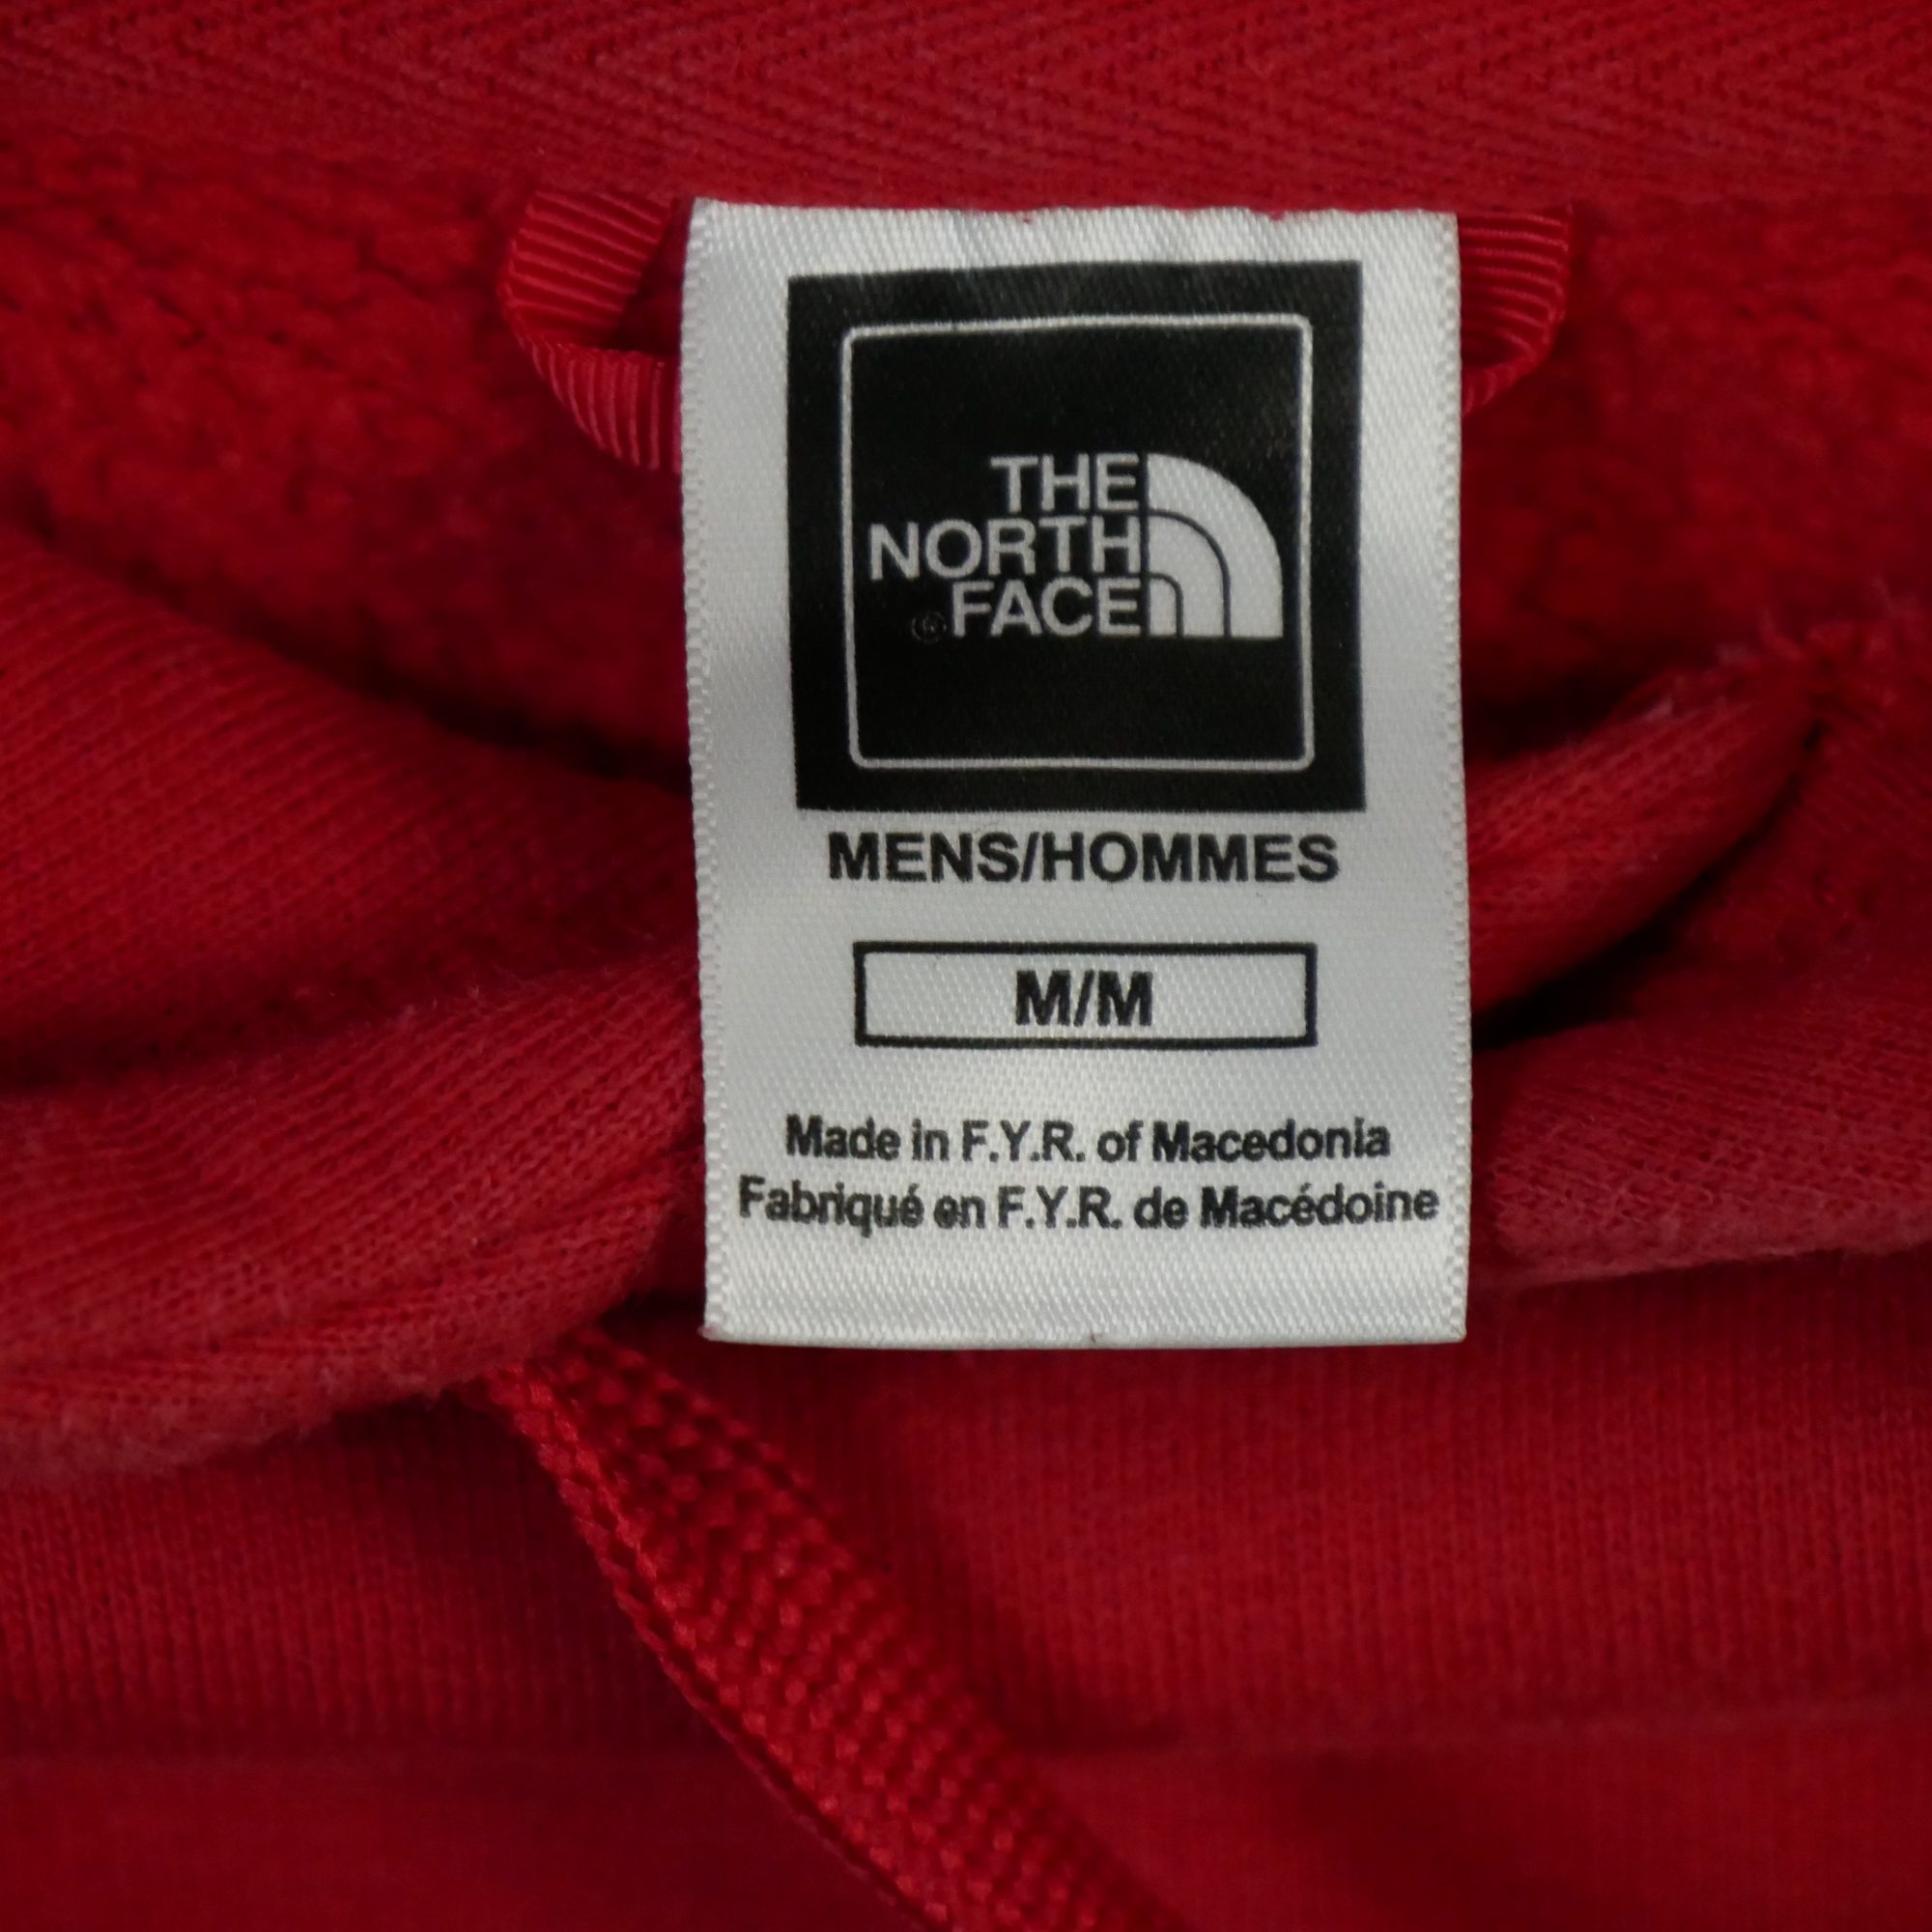 THE
NORTH
FACE
®
MENS/HOMMES
M/M
Made in F.Y.R. of Macedonia
Fabriqué en F.Y.R. de Macédoine